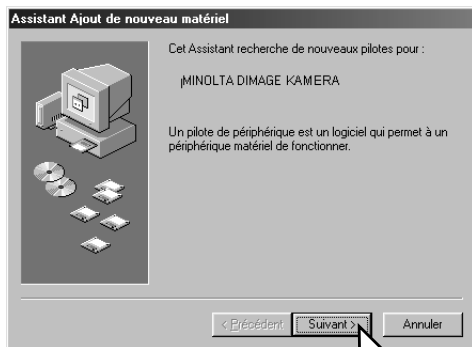 Assistant Ajout de nouveau matériel
Cet Assistant recherche de nouveaux pilotes pour :
MINOLTA DIMAGE KAMERA
Un pilote de périphérique est un logiciel qui permet à un
périphérique matériel de fonctionner.
< Précédent
Suivant >
Annuler